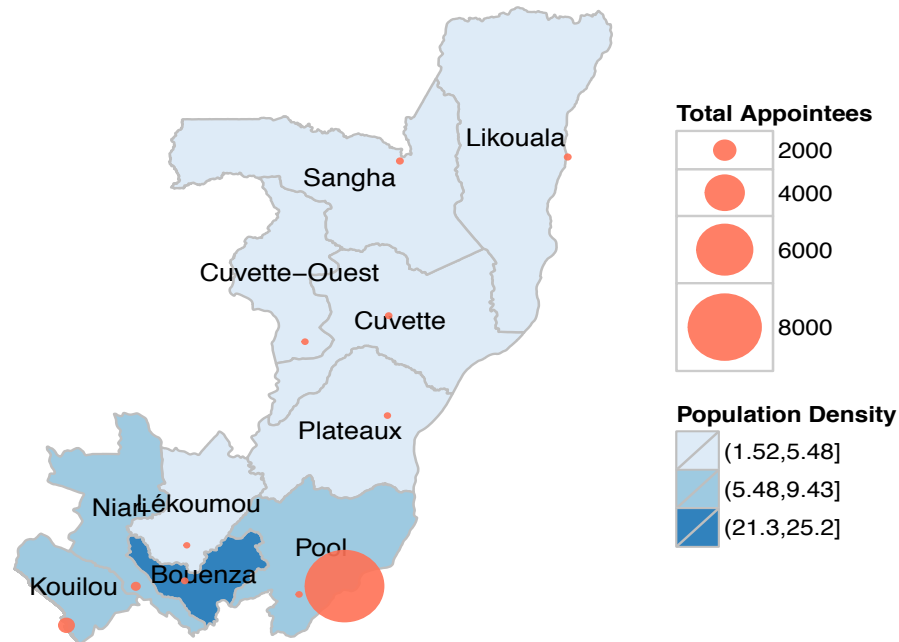 Likouala
Sangha
Cuvette−Ouest
Cuvette
Plateaux
Niari
Lékoumou
Pool
Bouenza
Kouilou
Total Appointees
2000
4000
6000
8000
Population Density
(1.52,5.48]
(5.48,9.43]
(21.3,25.2]